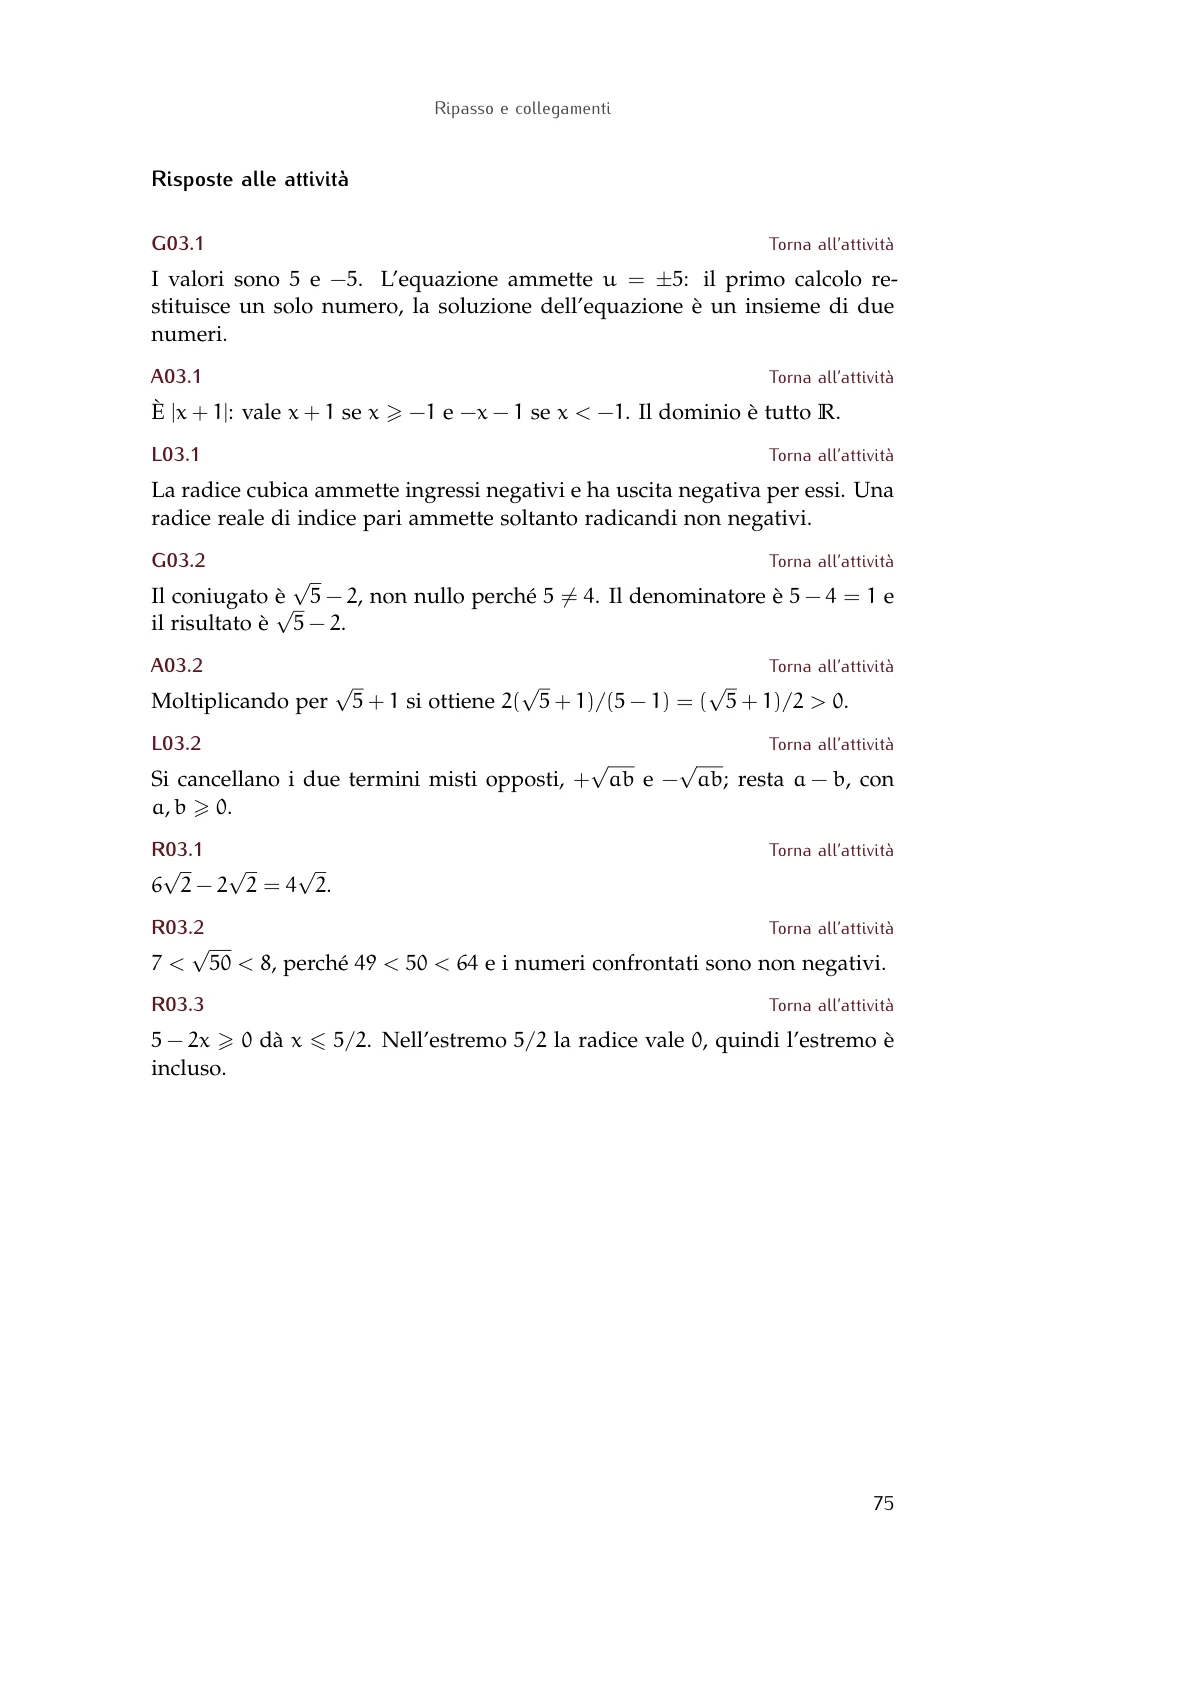 Ripasso e collegamenti
Risposte alle attività
G03.1 Torna all'attività
I valori sono 5 e −5. L'equazione ammette u = ±5: il primo calcolo re-
stituisce un solo numero, la soluzione dell'equazione è un insieme di due
numeri.
A03.1 Torna all'attività
È |x + 1|: vale x + 1 se x ⩾ −1 e −x − 1 se x < −1. Il dominio è tutto ℝ.
L03.1 Torna all'attività
La radice cubica ammette ingressi negativi e ha uscita negativa per essi. Una
radice reale di indice pari ammette soltanto radicandi non negativi.
G03.2 Torna all'attività
Il coniugato è √5 − 2, non nullo perché 5 ≠ 4. Il denominatore è 5 − 4 = 1 e
il risultato è √5 − 2.
A03.2 Torna all'attività
Moltiplicando per √5 + 1 si ottiene 2(√5 + 1)/(5 − 1) = (√5 + 1)/2 > 0.
L03.2 Torna all'attività
Si cancellano i due termini misti opposti, +√ab e −√ab; resta a − b, con
a, b ⩾ 0.
R03.1 Torna all'attività
6√2 − 2√2 = 4√2.
R03.2 Torna all'attività
7 < √50 < 8, perché 49 < 50 < 64 e i numeri confrontati sono non negativi.
R03.3 Torna all'attività
5 − 2x ⩾ 0 dà x ⩽ 5/2. Nell'estremo 5/2 la radice vale 0, quindi l'estremo è
incluso.
75